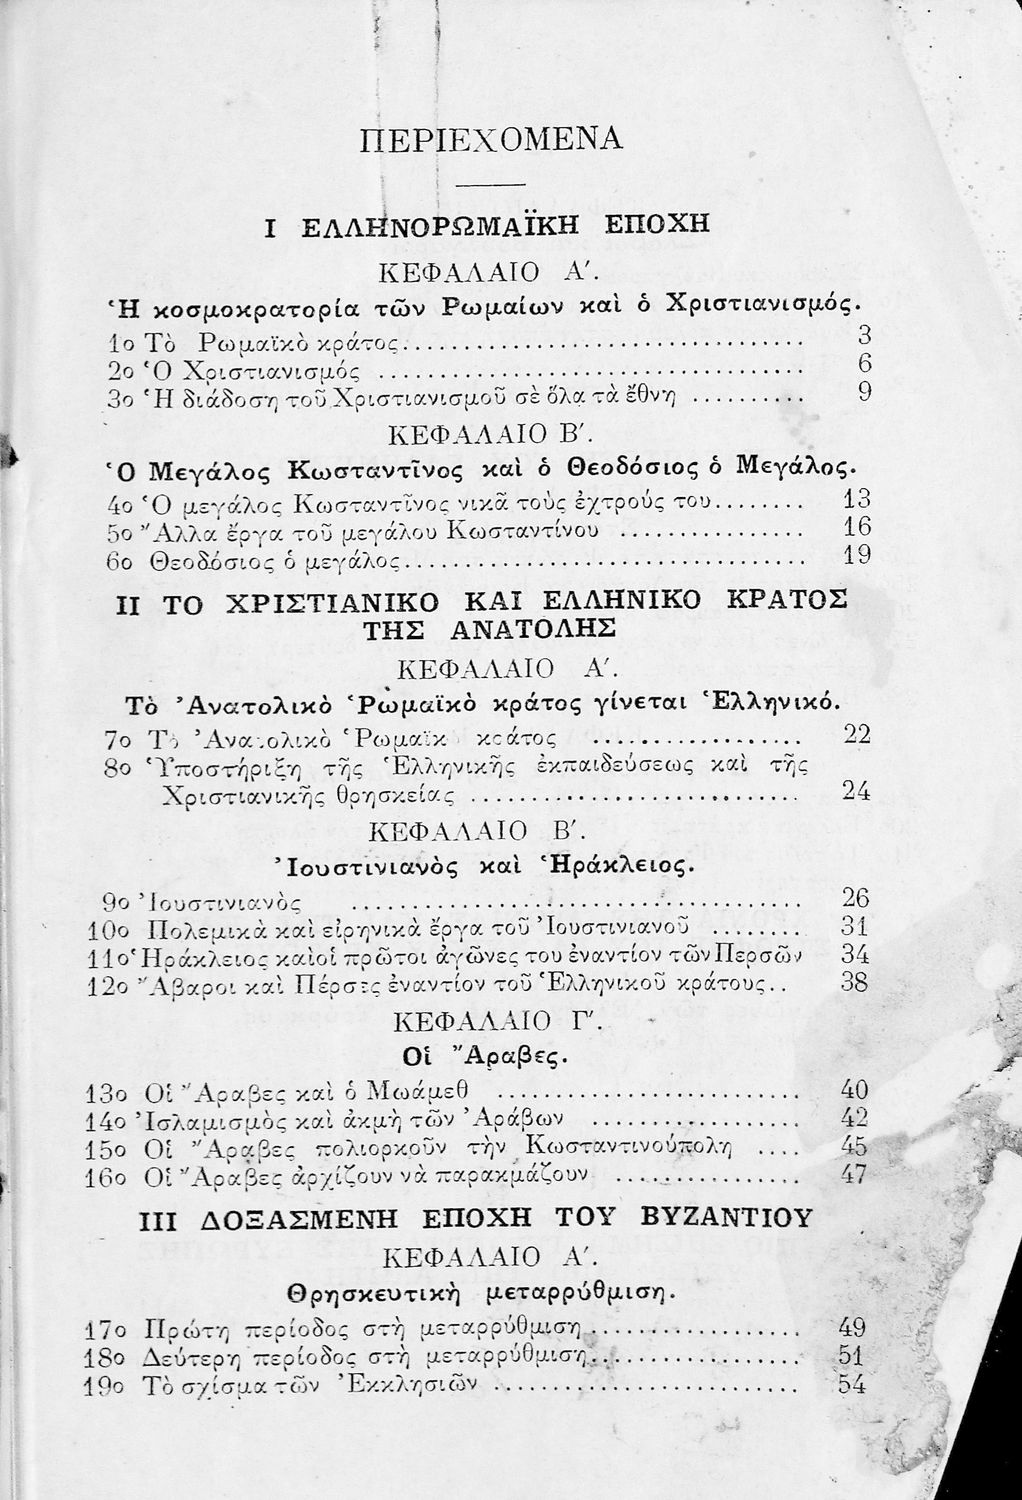 ΠΕΡΙΕΧΟΜΕΝΑ
Ι ΕΛΛΗΝΟΡΩΜΑΪΚΗ ΕΠΟΧΗ
ΚΕΦΑΛΑΙΟ Α΄.
Ἡ κοσμοκρατορία τῶν Ρωμαίων καὶ ὁ Χριστιανισμός.
1ο Τὸ Ρωμαϊκὸ κράτος.................................. 3
2ο Ὁ Χριστιανισμός .................................. 6
3ο Ἡ διάδοση τοῦ Χριστιανισμοῦ σὲ ὅλα τὰ ἔθνη .......... 9
ΚΕΦΑΛΑΙΟ Β΄.
Ὁ Μεγάλος Κωσταντῖνος καὶ ὁ Θεοδόσιος ὁ Μεγάλος.
4ο Ὁ μεγάλος Κωσταντῖνος νικᾶ τοὺς ἐχτρούς του........ 13
5ο Ἄλλα ἔργα τοῦ μεγάλου Κωσταντίνου ................ 16
6ο Θεοδόσιος ὁ μεγάλος.................................. 19
ΙΙ ΤΟ ΧΡΙΣΤΙΑΝΙΚΟ ΚΑΙ ΕΛΛΗΝΙΚΟ ΚΡΑΤΟΣ
ΤΗΣ ΑΝΑΤΟΛΗΣ
ΚΕΦΑΛΑΙΟ Α΄.
Τὸ Ἀνατολικὸ Ῥωμαϊκὸ κράτος γίνεται Ἑλληνικό.
7ο Τὸ Ἀνατολικὸ Ῥωμαϊκ κράτος .................. 22
8ο Ὑποστήριξη τῆς Ἑλληνικῆς ἐκπαιδεύσεως καὶ τῆς
Χριστιανικῆς θρησκείας ............................ 24
ΚΕΦΑΛΑΙΟ Β΄.
Ἰουστινιανὸς καὶ Ἡράκλειος.
9ο Ἰουστινιανὸς .................................. 26
10ο Πολεμικὰ καὶ εἰρηνικὰ ἔργα τοῦ Ἰουστινιανοῦ ........ 31
11ο Ἡράκλειος καὶ οἱ πρῶτοι ἀγῶνες του ἐναντίον τῶν Περσῶν 34
12ο Ἄβαροι καὶ Πέρσες ἐναντίον τοῦ Ἑλληνικοῦ κράτους.. 38
ΚΕΦΑΛΑΙΟ Γ΄.
Οἱ Ἄραβες.
13ο Οἱ Ἄραβες καὶ ὁ Μωάμεθ .......................... 40
14ο Ἰσλαμισμὸς καὶ ἀκμὴ τῶν Ἀράβων .................. 42
15ο Οἱ Ἄραβες πολιορκοῦν τὴν Κωσταντινούπολη .... 45
16ο Οἱ Ἄραβες ἀρχίζουν νὰ παρακμάζουν ................ 47
ΙΙΙ ΔΟΞΑΣΜΕΝΗ ΕΠΟΧΗ ΤΟΥ ΒΥΖΑΝΤΙΟΥ
ΚΕΦΑΛΑΙΟ Α΄.
Θρησκευτικὴ μεταρρύθμιση.
17ο Πρώτη περίοδος στὴ μεταρρύθμιση.................. 49
18ο Δεύτερη περίοδος στὴ μεταρρύθμιση.................. 51
19ο Τὸ σχίσμα τῶν Ἐκκλησιῶν .......................... 54